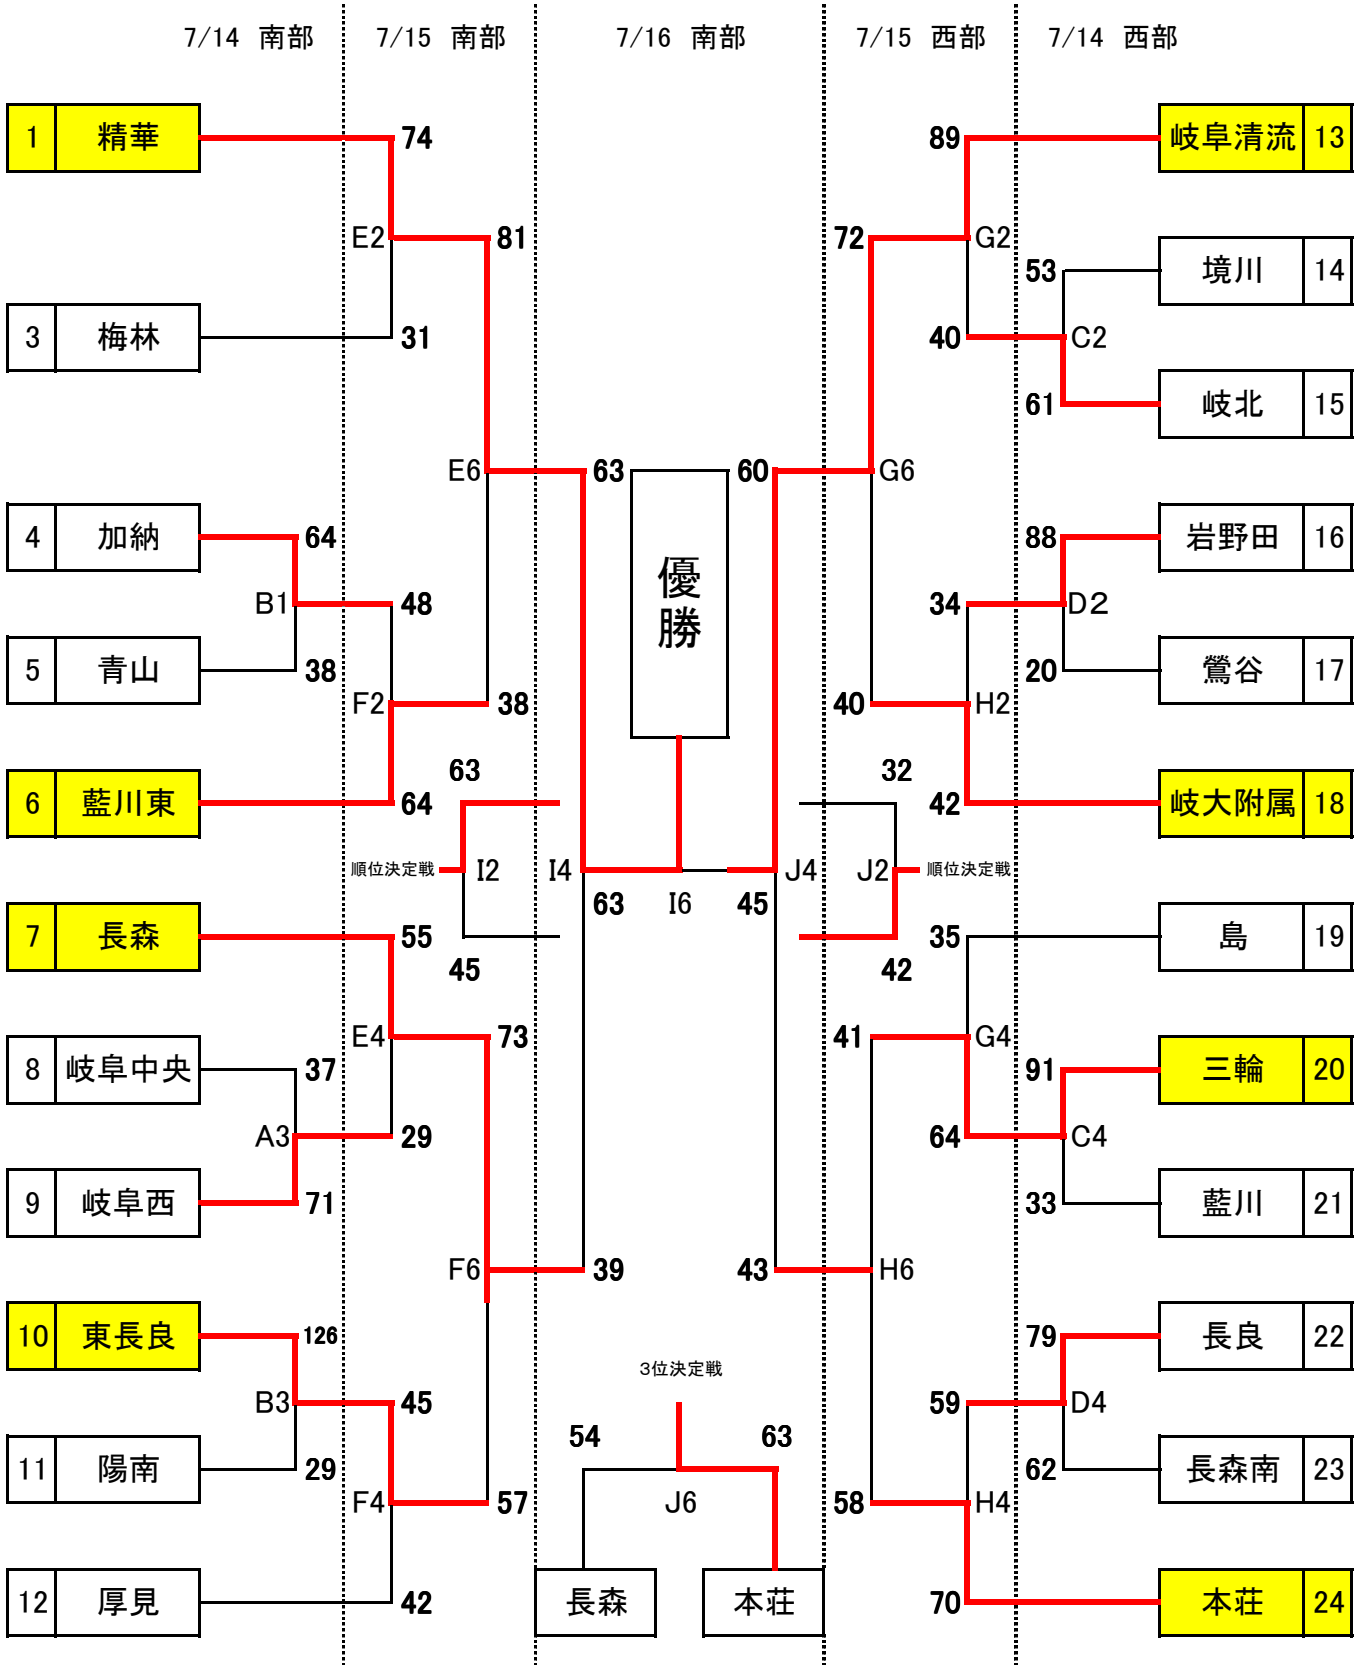 7/14 南部 7/15 南部 7/16 南部 7/15 西部 7/14 西部
1 精華 74 89 岐阜清流 13
E2 81 72 G2
53 境川 14
3 梅林 31 40 C2
61 岐北 15
E6 63 60 G6
4 加納 64 88 岩野田 16
優勝
B1 48 34 D2
5 青山 38 20 鶯谷 17
F2 38 40 H2
63 32
6 藍川東 64 42 岐大附属 18
順位決定戦 I2 I4 J4 J2 順位決定戦
63 I6 45
7 長森 55 35 島 19
45 42
E4 73 41 G4
8 岐阜中央 37 91 三輪 20
A3 29 64 C4
9 岐阜西 71 33 藍川 21
F6 39 43 H6
10 東長良 126 79 長良 22
3位決定戦
B3 45 59 D4
54 63
11 陽南 29 62 長森南 23
F4 57 J6 58 H4
12 厚見 42 長森 本荘 70 本荘 24